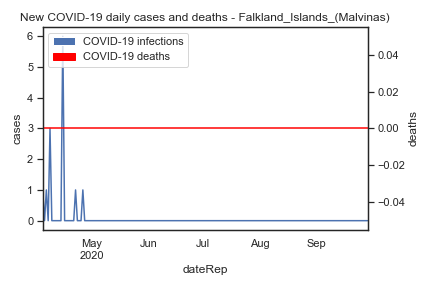 New COVID-19 daily cases and deaths - Falkland_Islands_(Malvinas)
COVID-19 infections
COVID-19 deaths
cases
6
5
4
3
2
1
0
0.04
0.02
0.00
−0.02
−0.04
deaths
May Jun Jul Aug Sep
2020
dateRep